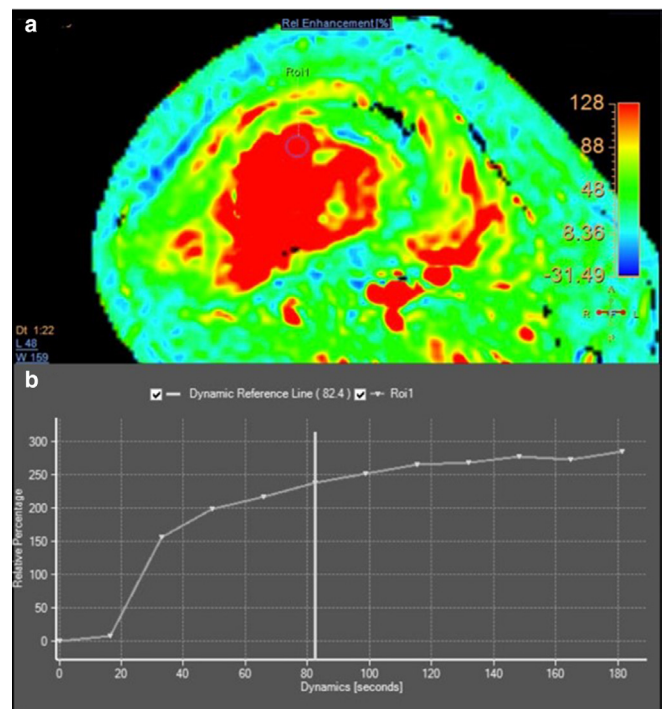 a
Rel Enhancement[%]
Roi1
128
88
48
8.36
-31.49
A
R L
P
Dt 1:22
L 48
W 159
b
Dynamic Reference Line ( 82.4 ) Roi1
Relative Percentage
300
250
200
150
100
50
0
0 20 40 60 80 100 120 140 160 180
Dynamics [seconds]